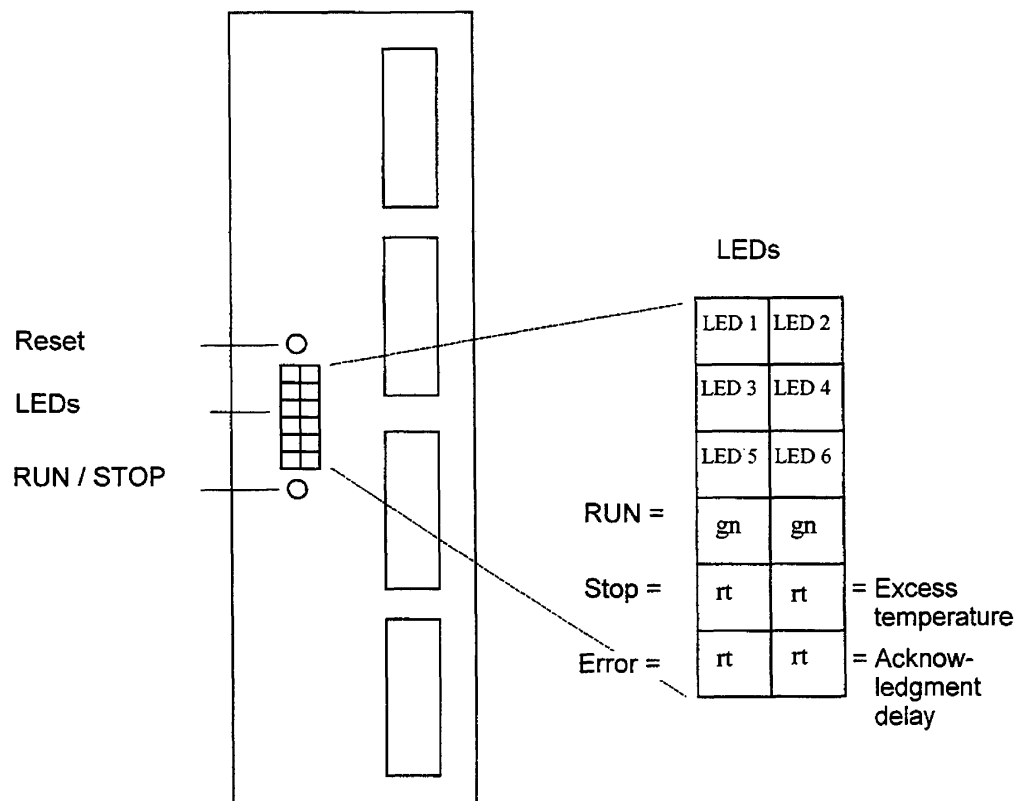 LEDs
LED 1 LED 2
Reset
LED 3 LED 4
LEDs
LED 5 LED 6
RUN / STOP
RUN = gn gn
Stop = rt rt = Excess
temperature
Error = rt rt = Acknow-
ledgment
delay